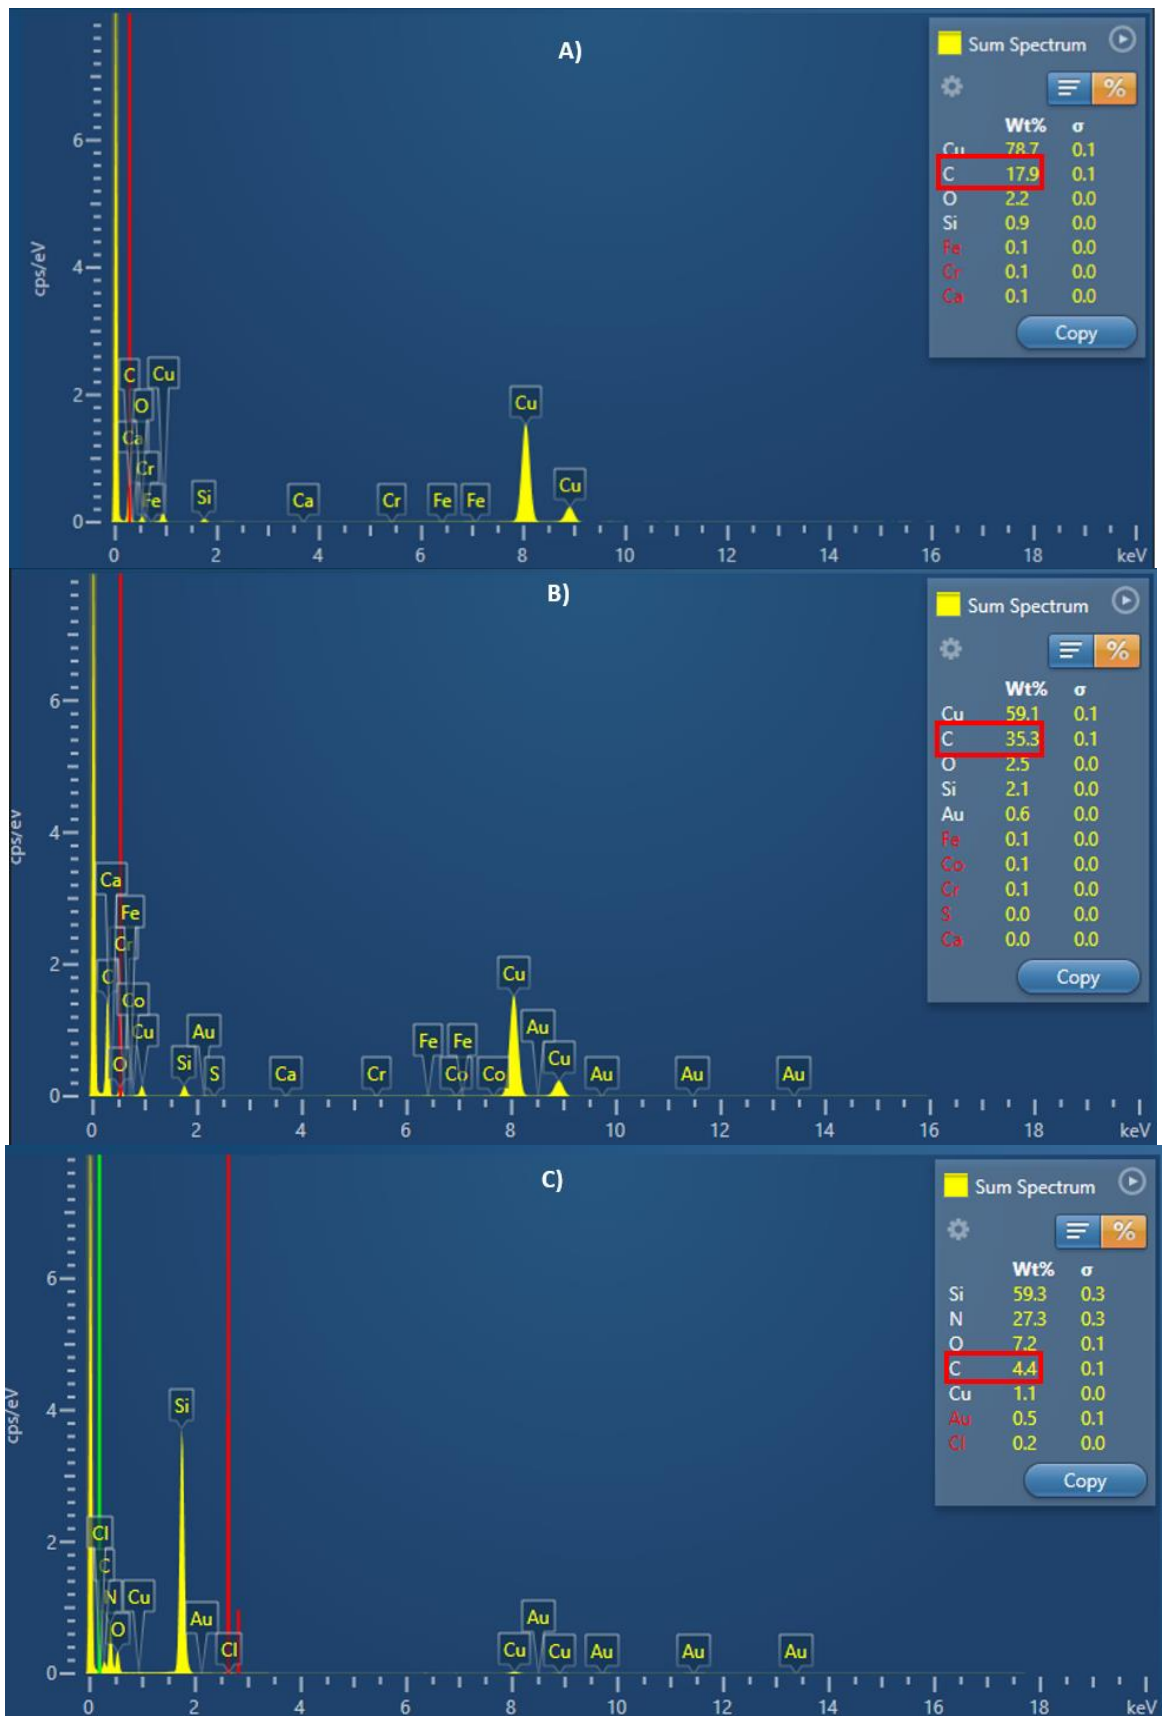 A)
Sum Spectrum
%
Wt% σ
Cu 78.7 0.1
C 17.9 0.1
O 2.2 0.0
Si 0.9 0.0
Fe 0.1 0.0
Cr 0.1 0.0
Ca 0.1 0.0
Copy
6
4
2
0
cps/eV
C Cu
O
Ca
Cr
Fe Si Ca Cr Fe Fe Cu Cu
0 2 4 6 8 10 12 14 16 18 keV
B)
Sum Spectrum
%
Wt% σ
Cu 59.1 0.1
C 35.3 0.1
O 2.5 0.0
Si 2.1 0.0
Au 0.6 0.0
Fe 0.1 0.0
Co 0.1 0.0
Cr 0.1 0.0
S 0.0 0.0
Ca 0.0 0.0
Copy
6
4
2
0
cps/eV
Ca
Fe
Cr
C Cu
Co
Cu Au Fe Fe Au
O Si S Ca Cr Co Co Cu Au Au Au
0 2 4 6 8 10 12 14 16 18 keV
C)
Sum Spectrum
%
Wt% σ
Si 59.3 0.3
N 27.3 0.3
O 7.2 0.1
C 4.4 0.1
Cu 1.1 0.0
Au 0.5 0.1
Cl 0.2 0.0
Copy
6
4
2
0
cps/eV
Si
Cl
C
N Cu
O Au Au
Cl Cu Cu Au Au Au
0 2 4 6 8 10 12 14 16 18 keV